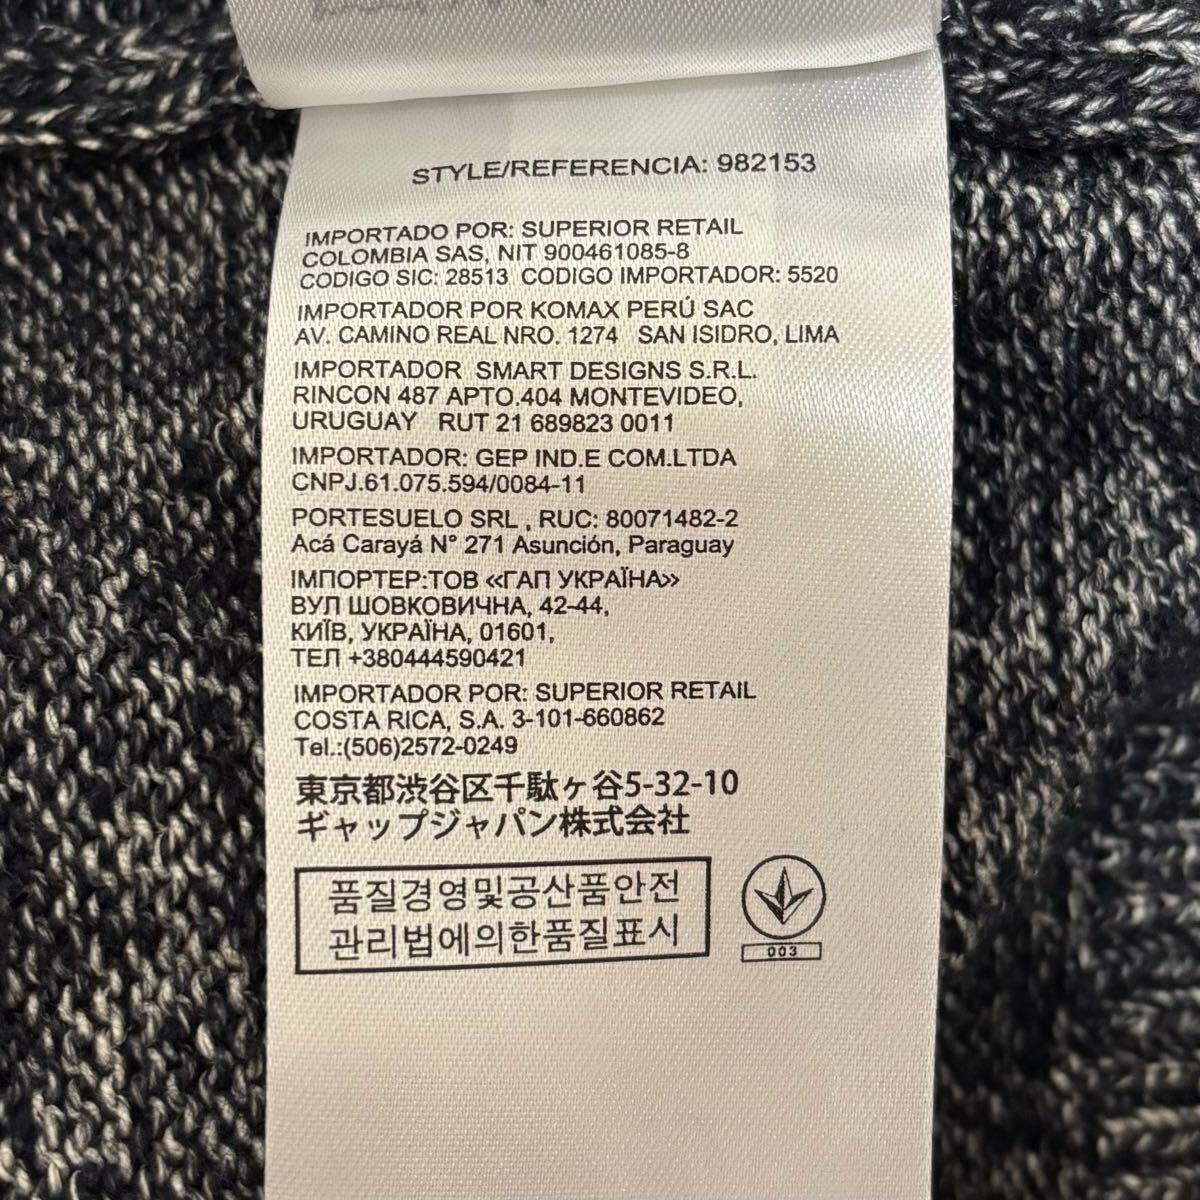 STYLE/REFERENCIA: 982153
IMPORTADO POR: SUPERIOR RETAIL
COLOMBIA SAS, NIT 900461085-8
CODIGO SIC: 28513 CODIGO IMPORTADOR: 5520
IMPORTADOR POR KOMAX PERÚ SAC
AV. CAMINO REAL NRO. 1274 SAN ISIDRO, LIMA
IMPORTADOR SMART DESIGNS S.R.L.
RINCON 487 APTO.404 MONTEVIDEO,
URUGUAY RUT 21 689823 0011
IMPORTADOR: GEP IND.E COM.LTDA
CNPJ.61.075.594/0084-11
PORTESUELO SRL , RUC: 80071482-2
Acá Carayá N° 271 Asunción, Paraguay
ІМПОРТЕР:ТОВ «ГАП УКРАЇНА»
ВУЛ ШОВКОВИЧНА, 42-44,
КИЇВ, УКРАЇНА, 01601,
ТЕЛ +380444590421
IMPORTADOR POR: SUPERIOR RETAIL
COSTA RICA, S.A. 3-101-660862
Tel.:(506)2572-0249
東京都渋谷区千駄ヶ谷5-32-10
ギャップジャパン株式会社
품질경영및공산품안전
관리법에의한품질표시
003